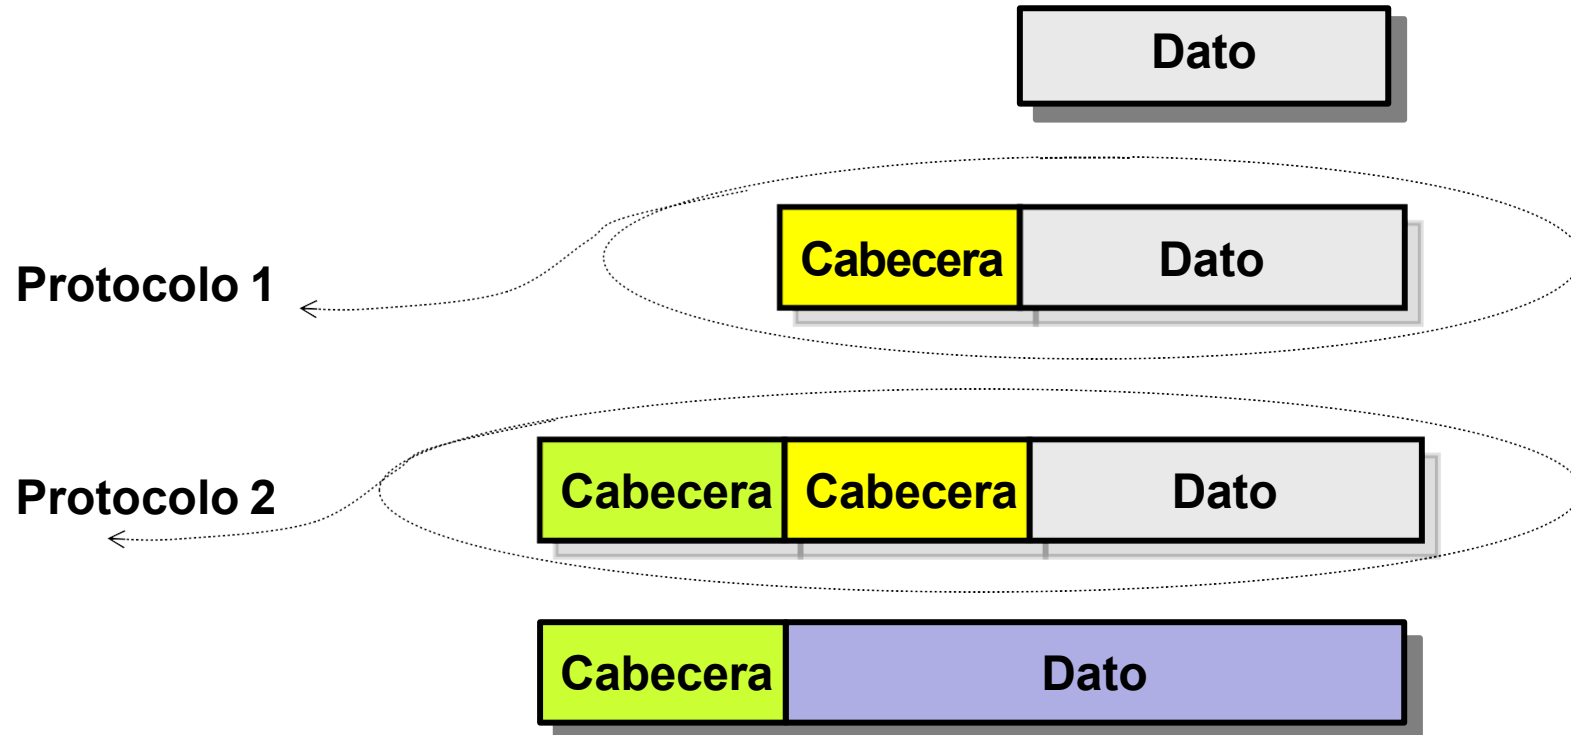 Dato
Protocolo 1
Cabecera Dato
Protocolo 2
Cabecera Cabecera Dato
Cabecera Dato